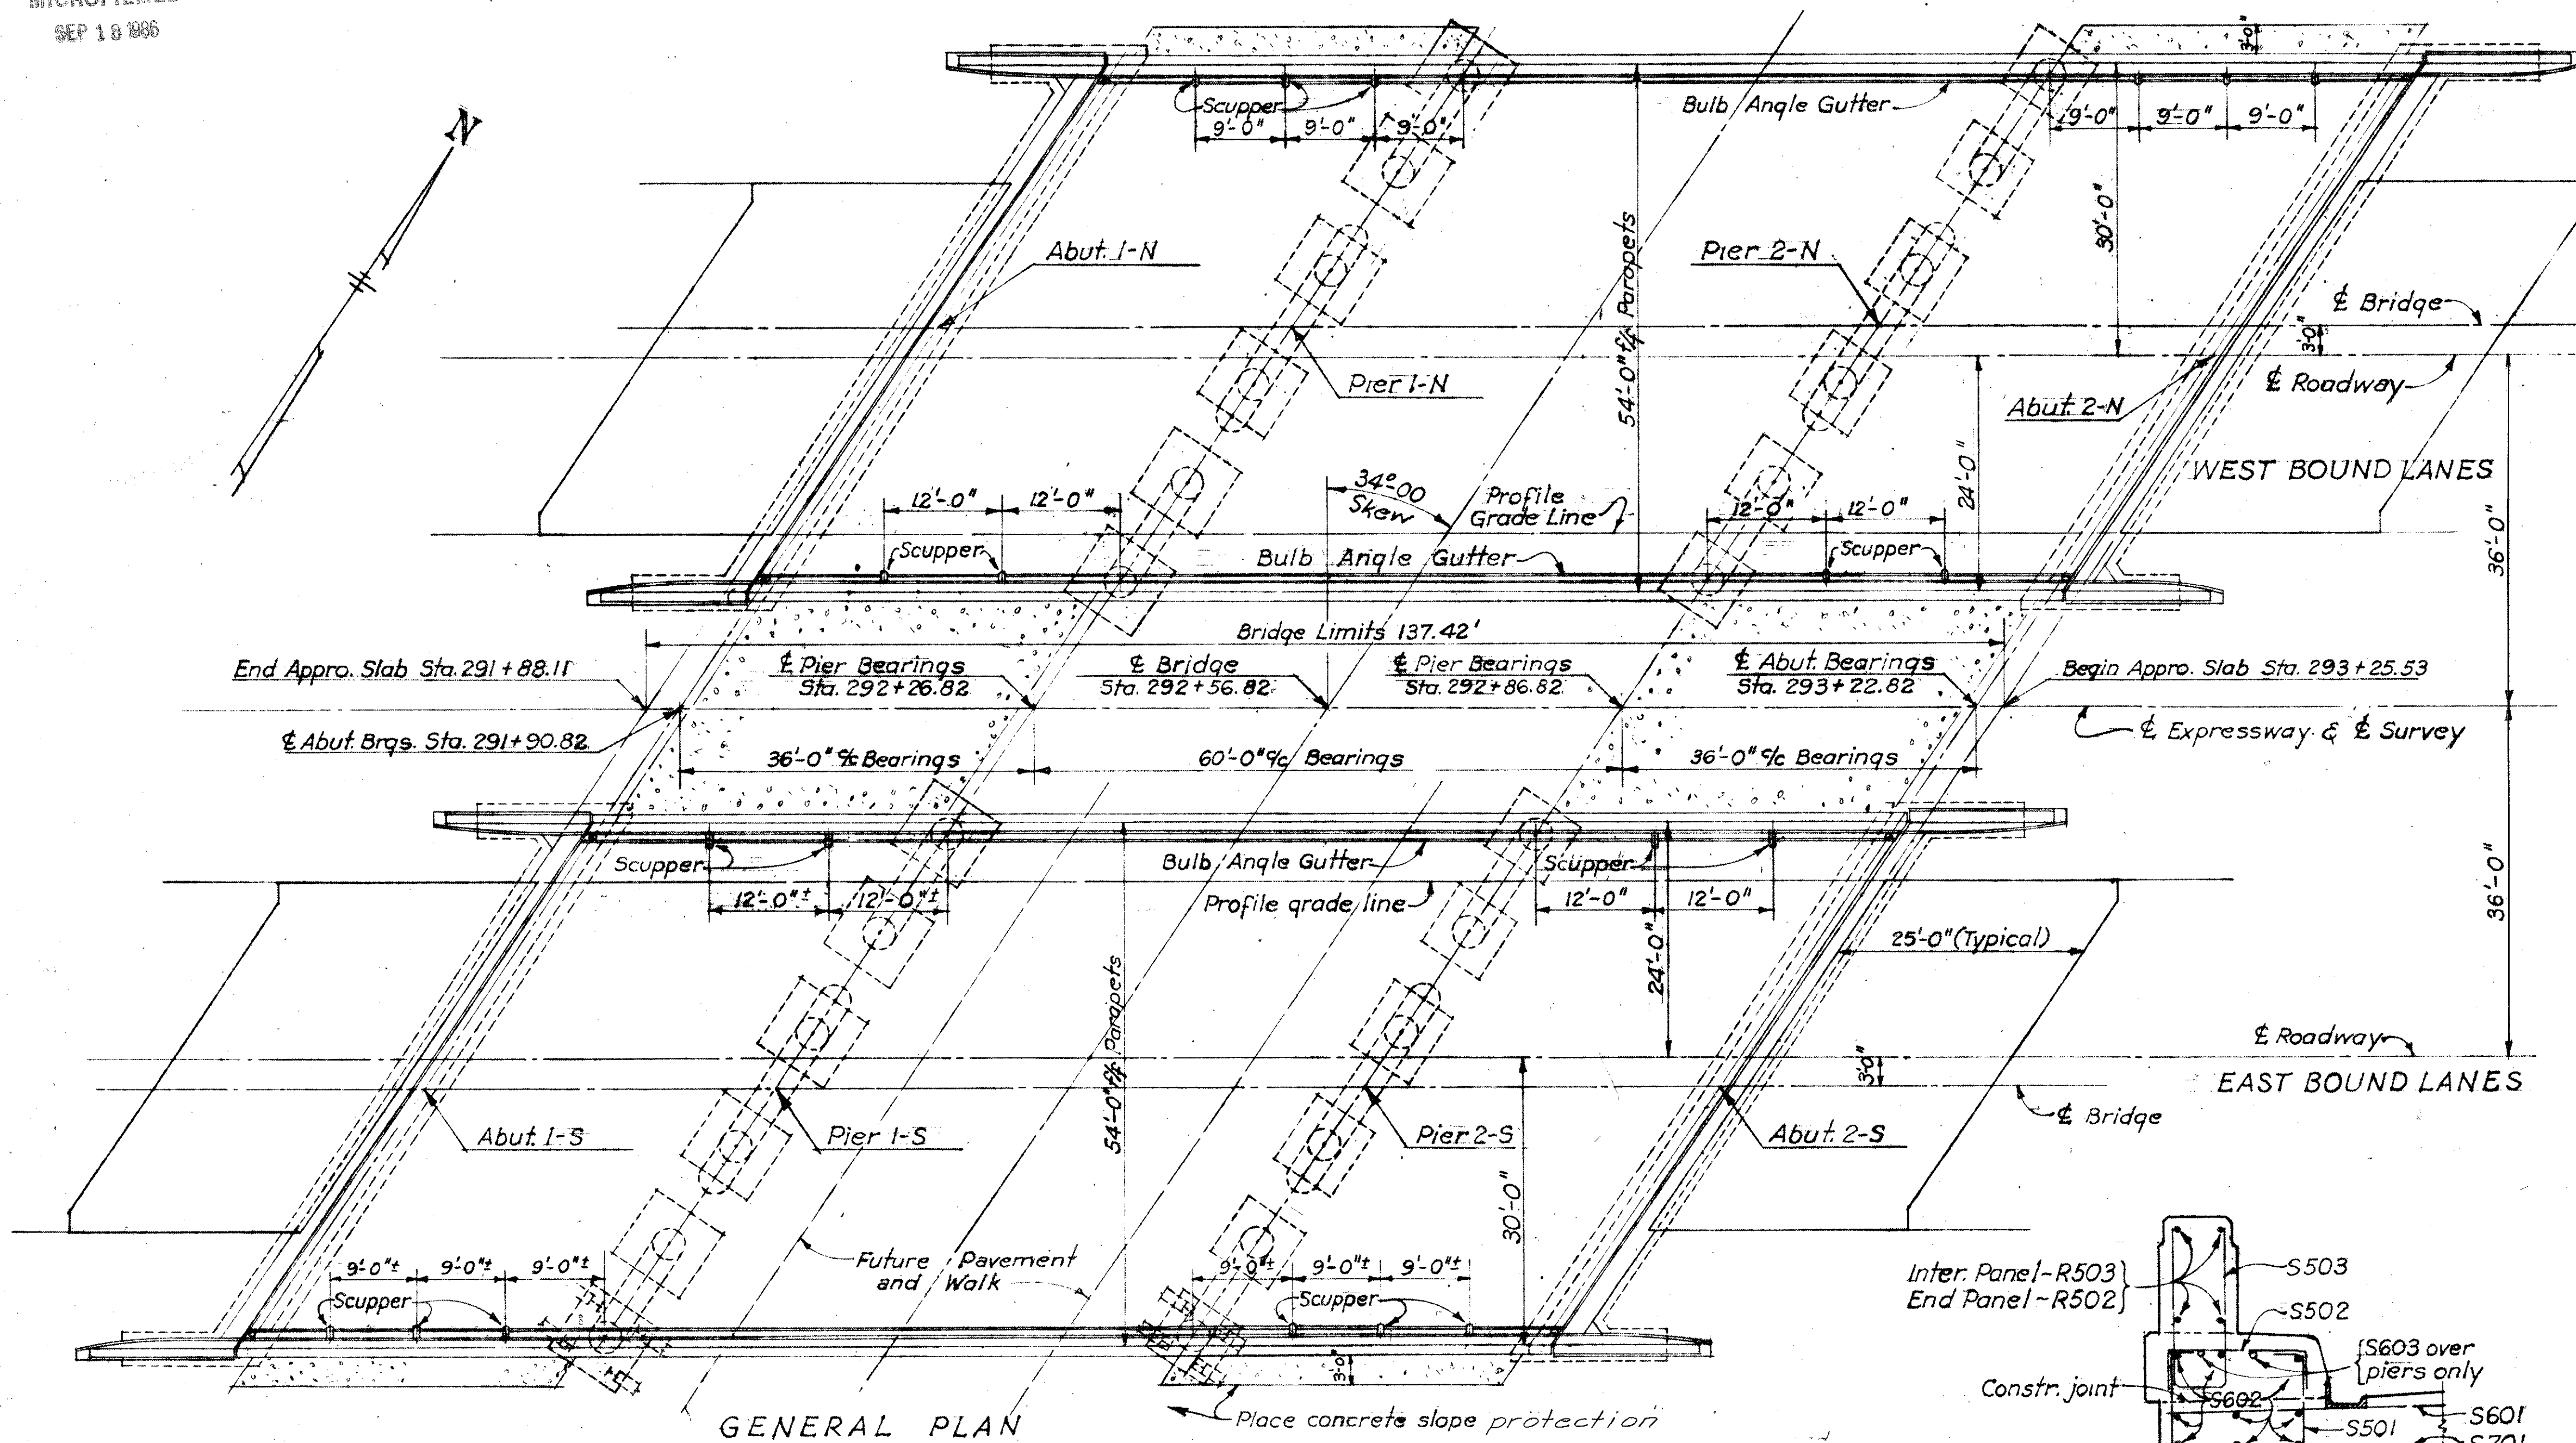 SEP 18 1986
N
Scupper
9'-0" 9'-0" 9'-0"
Bulb Angle Gutter
3'-0"
9'-0" 9'-0" 9'-0"
Abut. 1-N
Pier 2-N
54'-0" f/f Parapets
30'-0"
℄ Bridge
3'-0"
℄ Roadway
Pier 1-N
Abut. 2-N
WEST BOUND LANES
34°00
Skew
Profile
Grade Line
24'-0"
36'-0"
12'-0" 12'-0"
Scupper
Bulb Angle Gutter
12'-0" 12'-0"
Scupper
Bridge Limits 137.42'
End Appro. Slab Sta. 291+88.11
℄ Pier Bearings
Sta. 292+26.82
℄ Bridge
Sta. 292+56.82
℄ Pier Bearings
Sta. 292+86.82
℄ Abut. Bearings
Sta. 293+22.82
Begin Appro. Slab Sta. 293+25.53
℄ Abut. Brgs. Sta. 291+90.82
℄ Expressway & ℄ Survey
36'-0" c/c Bearings
60'-0" c/c Bearings
36'-0" c/c Bearings
Scupper
12'-0"± 12'-0"±
Bulb Angle Gutter
Profile grade line
Scupper
12'-0" 12'-0"
24'-0"
25'-0" (Typical)
36'-0"
54'-0" f/f Parapets
℄ Roadway
3'-0"
EAST BOUND LANES
℄ Bridge
Abut. 1-S
Pier 1-S
Pier 2-S
Abut. 2-S
30'-0"
9'-0"± 9'-0"± 9'-0"±
Scupper
Future Pavement
and Walk
9'-0"± 9'-0"± 9'-0"±
Scupper
3'-0"
GENERAL PLAN
Place concrete slope protection
Inter. Panel~R503
End Panel~R502
S503
S502
S603 over
piers only
Constr. joint
S602
S601
S501
S701